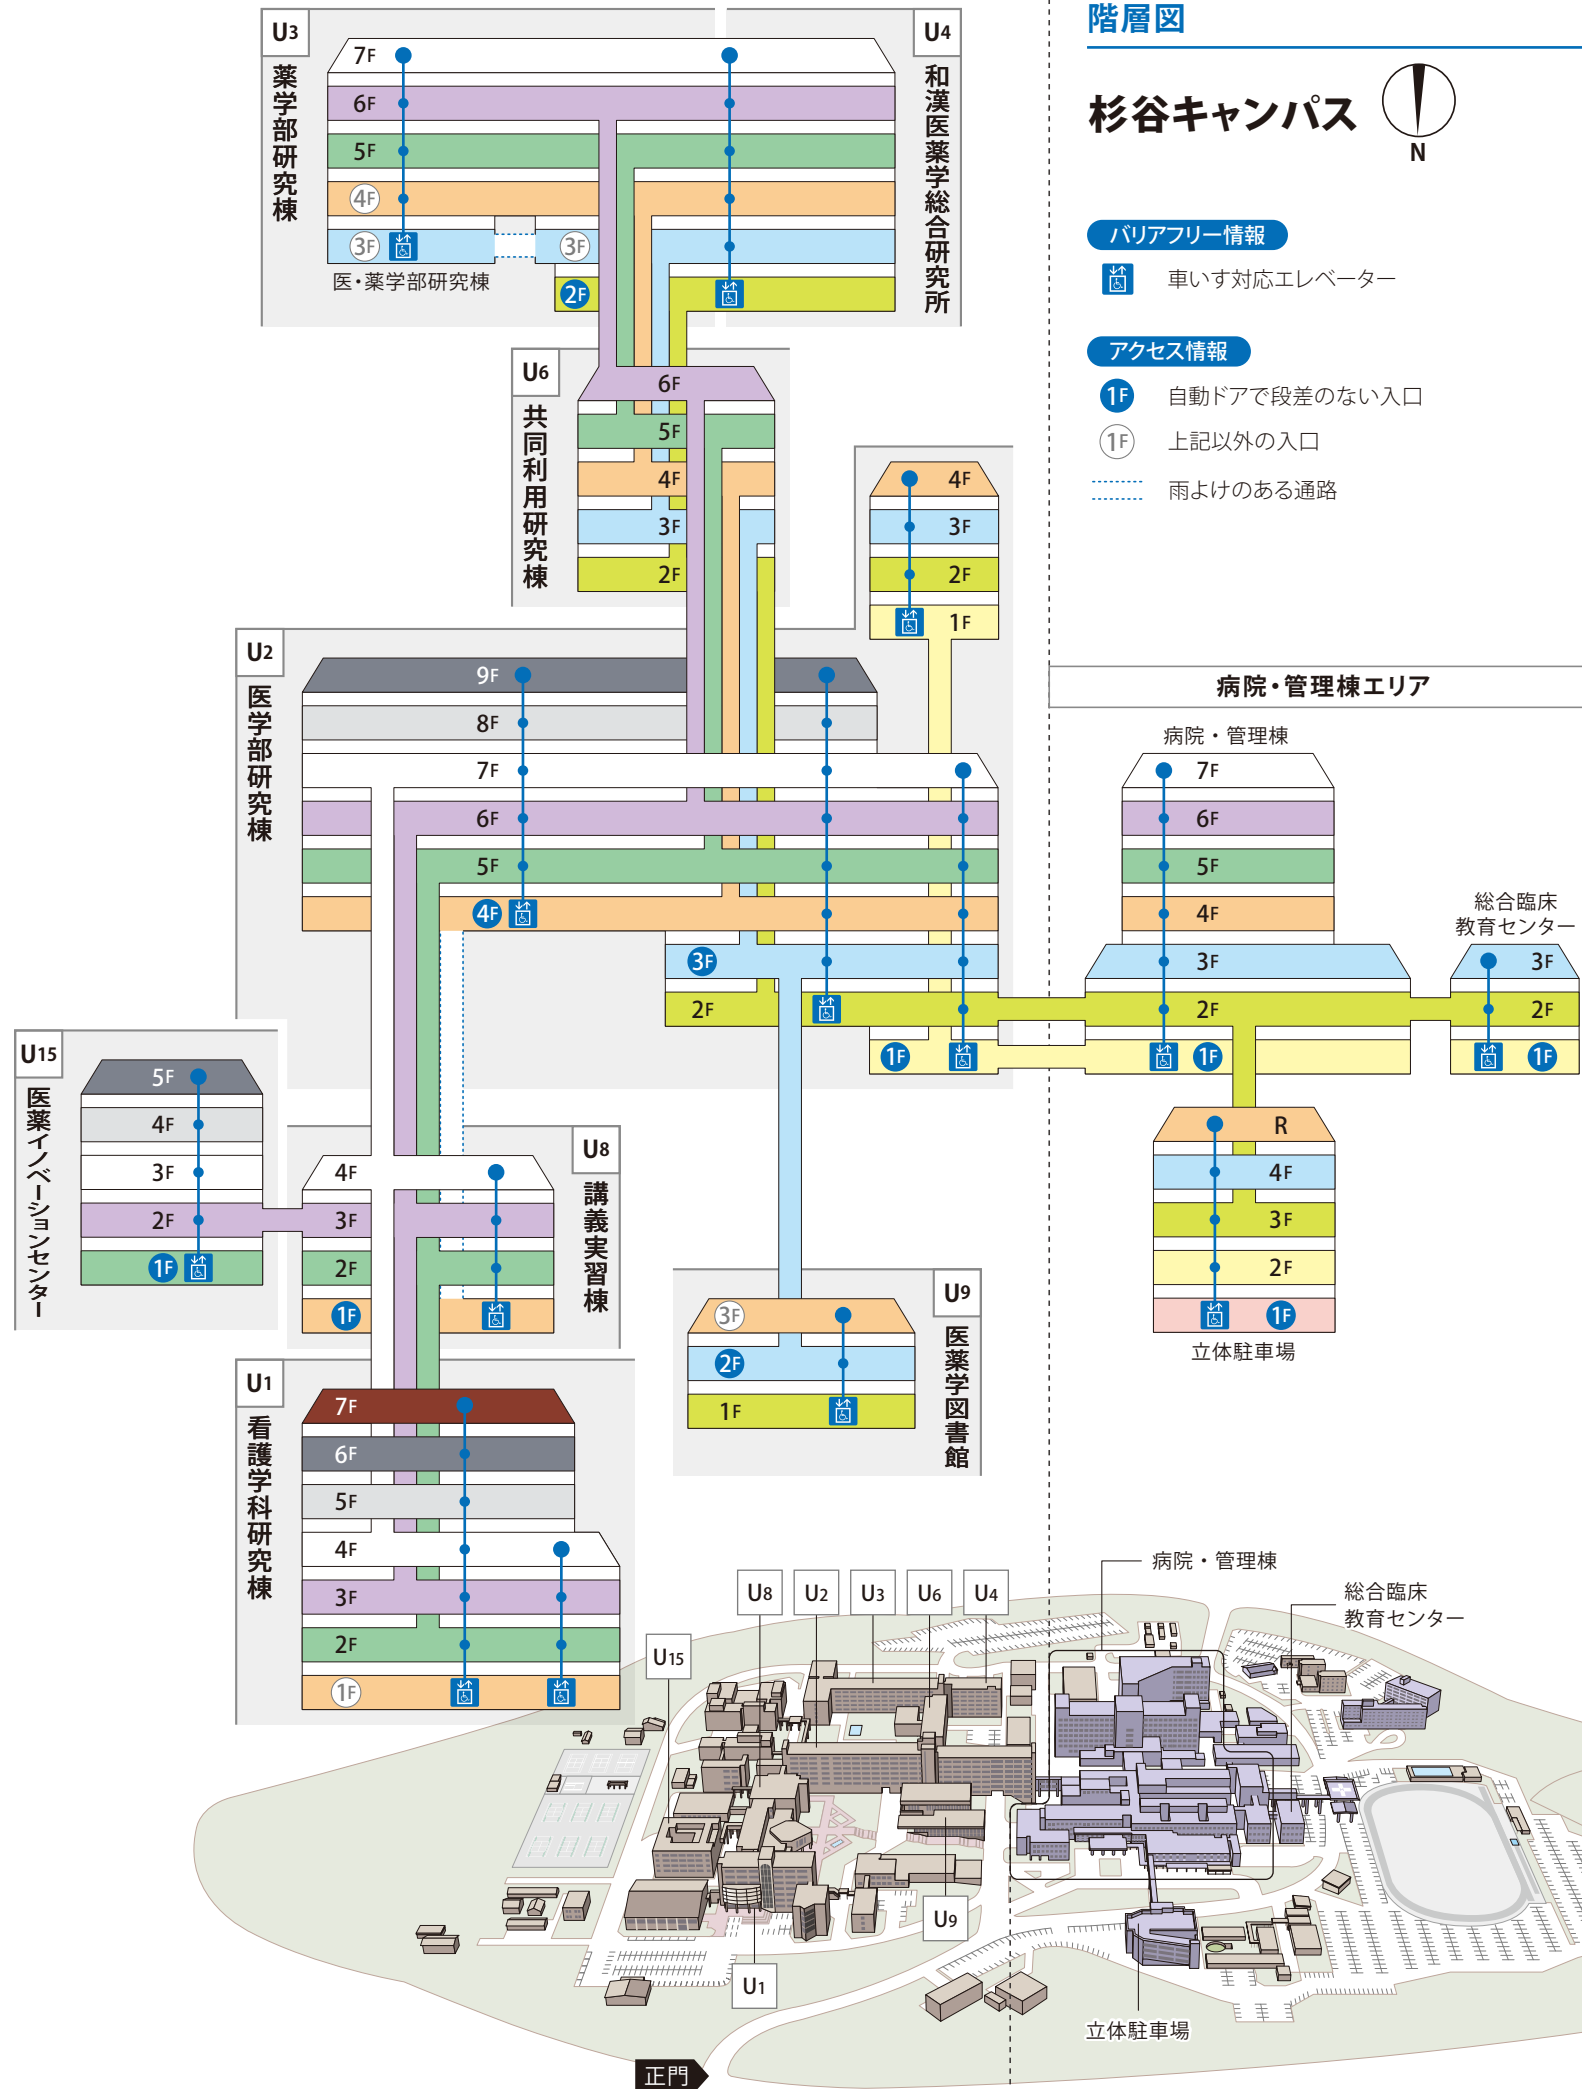 階層図
杉谷キャンパス
N
バリアフリー情報
車いす対応エレベーター
アクセス情報
1F 自動ドアで段差のない入口
1F 上記以外の入口
雨よけのある通路
U3
薬学部研究棟
U4
和漢医薬学総合研究所
7F
6F
5F
4F
3F 3F
医・薬学部研究棟
2F
U6
共同利用研究棟
6F
5F
4F
3F
2F
4F
3F
2F
1F
U2
医学部研究棟
9F
8F
7F
6F
5F
4F
3F
2F
1F
病院・管理棟エリア
病院・管理棟
7F
6F
5F
4F
3F
2F
1F
総合臨床
教育センター
3F
2F
1F
R
4F
3F
2F
1F
立体駐車場
U15
医薬イノベーションセンター
5F
4F
3F
2F
1F
U8
講義実習棟
4F
3F
2F
1F
U9
医薬学図書館
3F
2F
1F
U1
看護学科研究棟
7F
6F
5F
4F
3F
2F
1F
病院・管理棟
総合臨床
教育センター
U8 U2 U3 U6 U4
U15
U9
U1
立体駐車場
正門